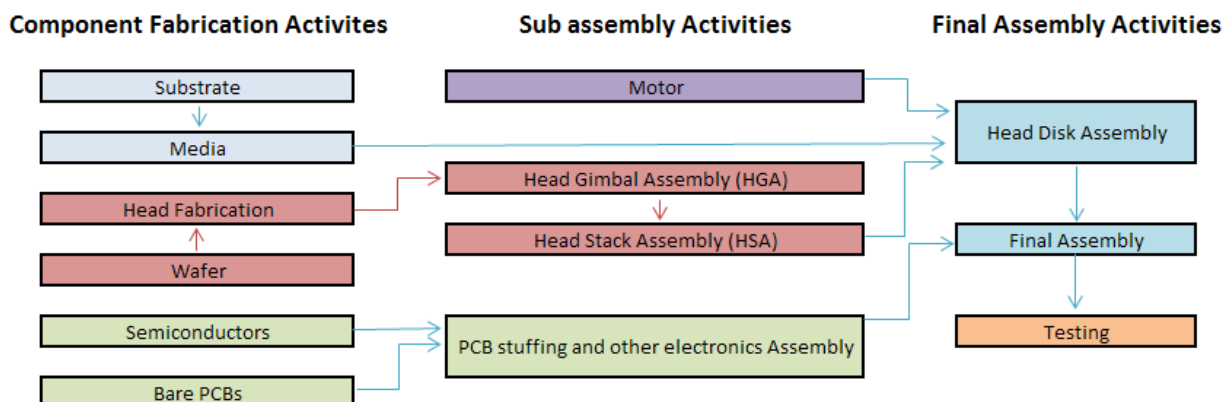 Component Fabrication Activites
Sub assembly Activities
Final Assembly Activities
Substrate
Media
Head Fabrication
Wafer
Semiconductors
Bare PCBs
Motor
Head Gimbal Assembly (HGA)
Head Stack Assembly (HSA)
PCB stuffing and other electronics Assembly
Head Disk Assembly
Final Assembly
Testing